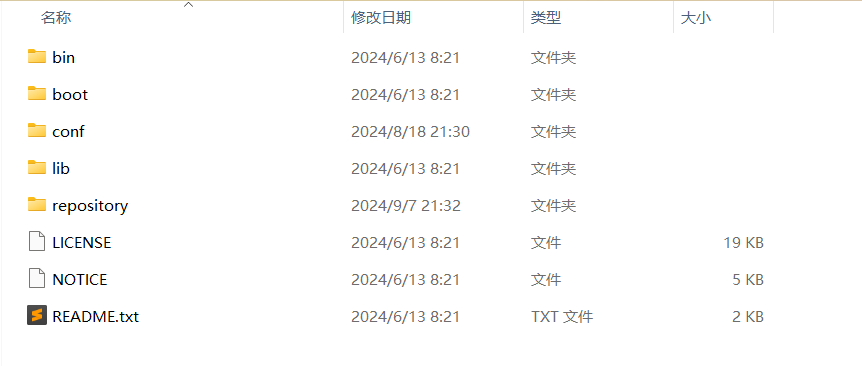 名称 修改日期 类型 大小
bin 2024/6/13 8:21 文件夹
boot 2024/6/13 8:21 文件夹
conf 2024/8/18 21:30 文件夹
lib 2024/6/13 8:21 文件夹
repository 2024/9/7 21:32 文件夹
LICENSE 2024/6/13 8:21 文件 19 KB
NOTICE 2024/6/13 8:21 文件 5 KB
README.txt 2024/6/13 8:21 TXT 文件 2 KB